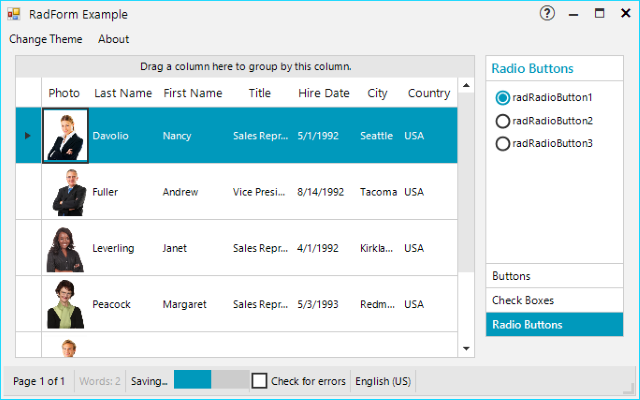 RadForm Example
Change Theme About
Drag a column here to group by this column.
Photo Last Name First Name Title Hire Date City Country
Davolio Nancy Sales Repr... 5/1/1992 Seattle USA
Fuller Andrew Vice Presi... 8/14/1992 Tacoma USA
Leverling Janet Sales Repr... 4/1/1992 Kirkla... USA
Peacock Margaret Sales Repr... 5/3/1993 Redm... USA
Radio Buttons
radRadioButton1
radRadioButton2
radRadioButton3
Buttons
Check Boxes
Radio Buttons
Page 1 of 1 Words: 2 Saving... Check for errors English (US)